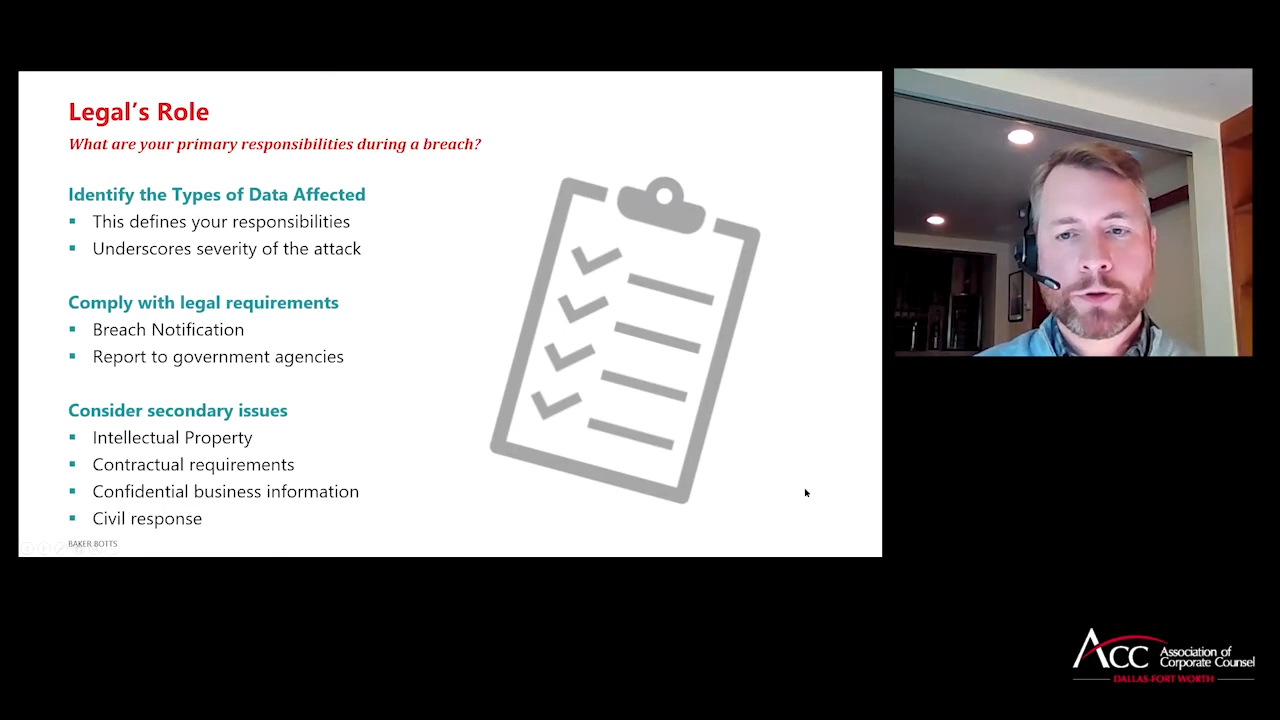 Legal's Role
What are your primary responsibilities during a breach?
Identify the Types of Data Affected
▪ This defines your responsibilities
▪ Underscores severity of the attack
Comply with legal requirements
▪ Breach Notification
▪ Report to government agencies
Consider secondary issues
▪ Intellectual Property
▪ Contractual requirements
▪ Confidential business information
▪ Civil response
BAKER BOTTS
ACC
Association of
Corporate Counsel
DALLAS-FORT WORTH